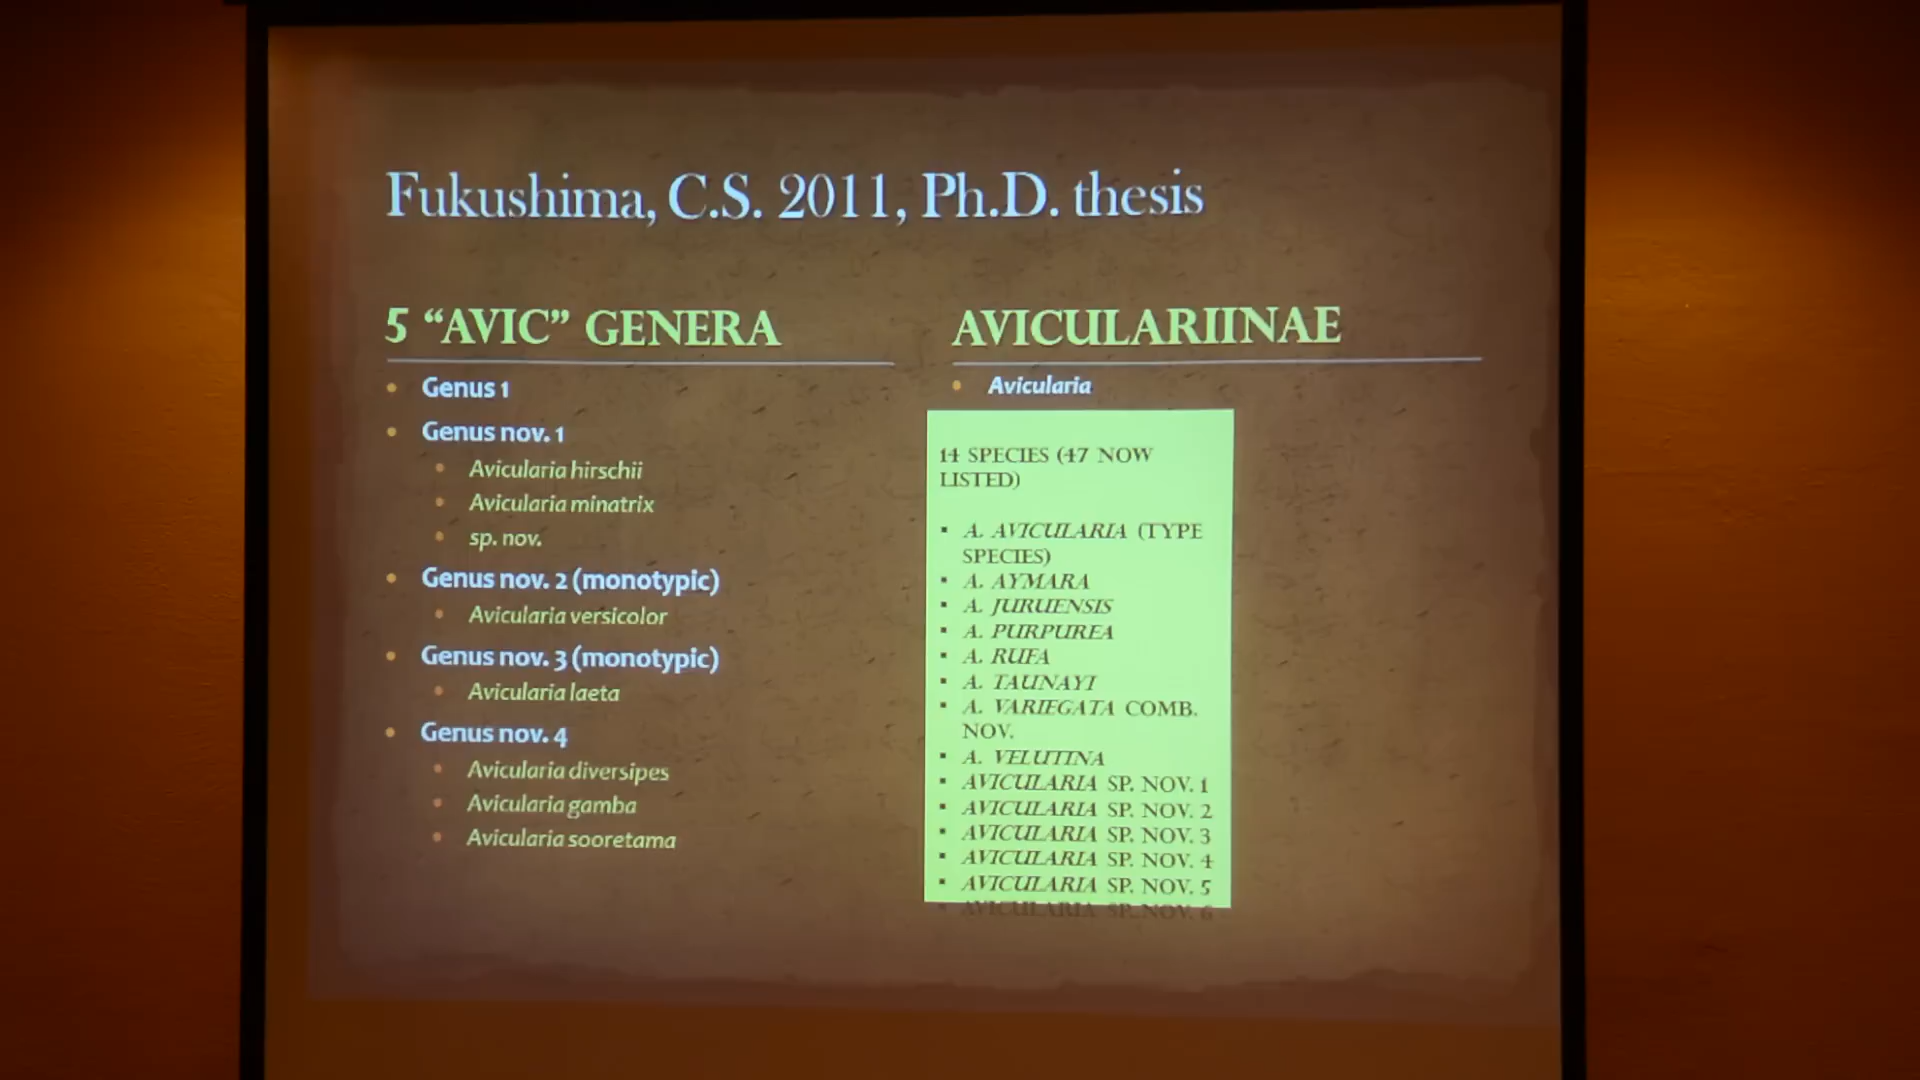 Fukushima, C.S. 2011, Ph.D. thesis
5 “AVIC” GENERA
• Genus 1
• Genus nov. 1
• Avicularia hirschii
• Avicularia minatrix
• sp. nov.
• Genus nov. 2 (monotypic)
• Avicularia versicolor
• Genus nov. 3 (monotypic)
• Avicularia laeta
• Genus nov. 4
• Avicularia diversipes
• Avicularia gamba
• Avicularia sooretama
AVICULARIINAE
• Avicularia
14 SPECIES (47 NOW
LISTED)
▪ A. AVICULARIA (TYPE
SPECIES)
▪ A. AYMARA
▪ A. JURUENSIS
▪ A. PURPUREA
▪ A. RUFA
▪ A. TAUNAYI
▪ A. VARIEGATA COMB.
NOV.
▪ A. VELUTINA
▪ AVICULARIA SP. NOV. 1
▪ AVICULARIA SP. NOV. 2
▪ AVICULARIA SP. NOV. 3
▪ AVICULARIA SP. NOV. 4
▪ AVICULARIA SP. NOV. 5
▪ AVICULARIA SP. NOV. 6